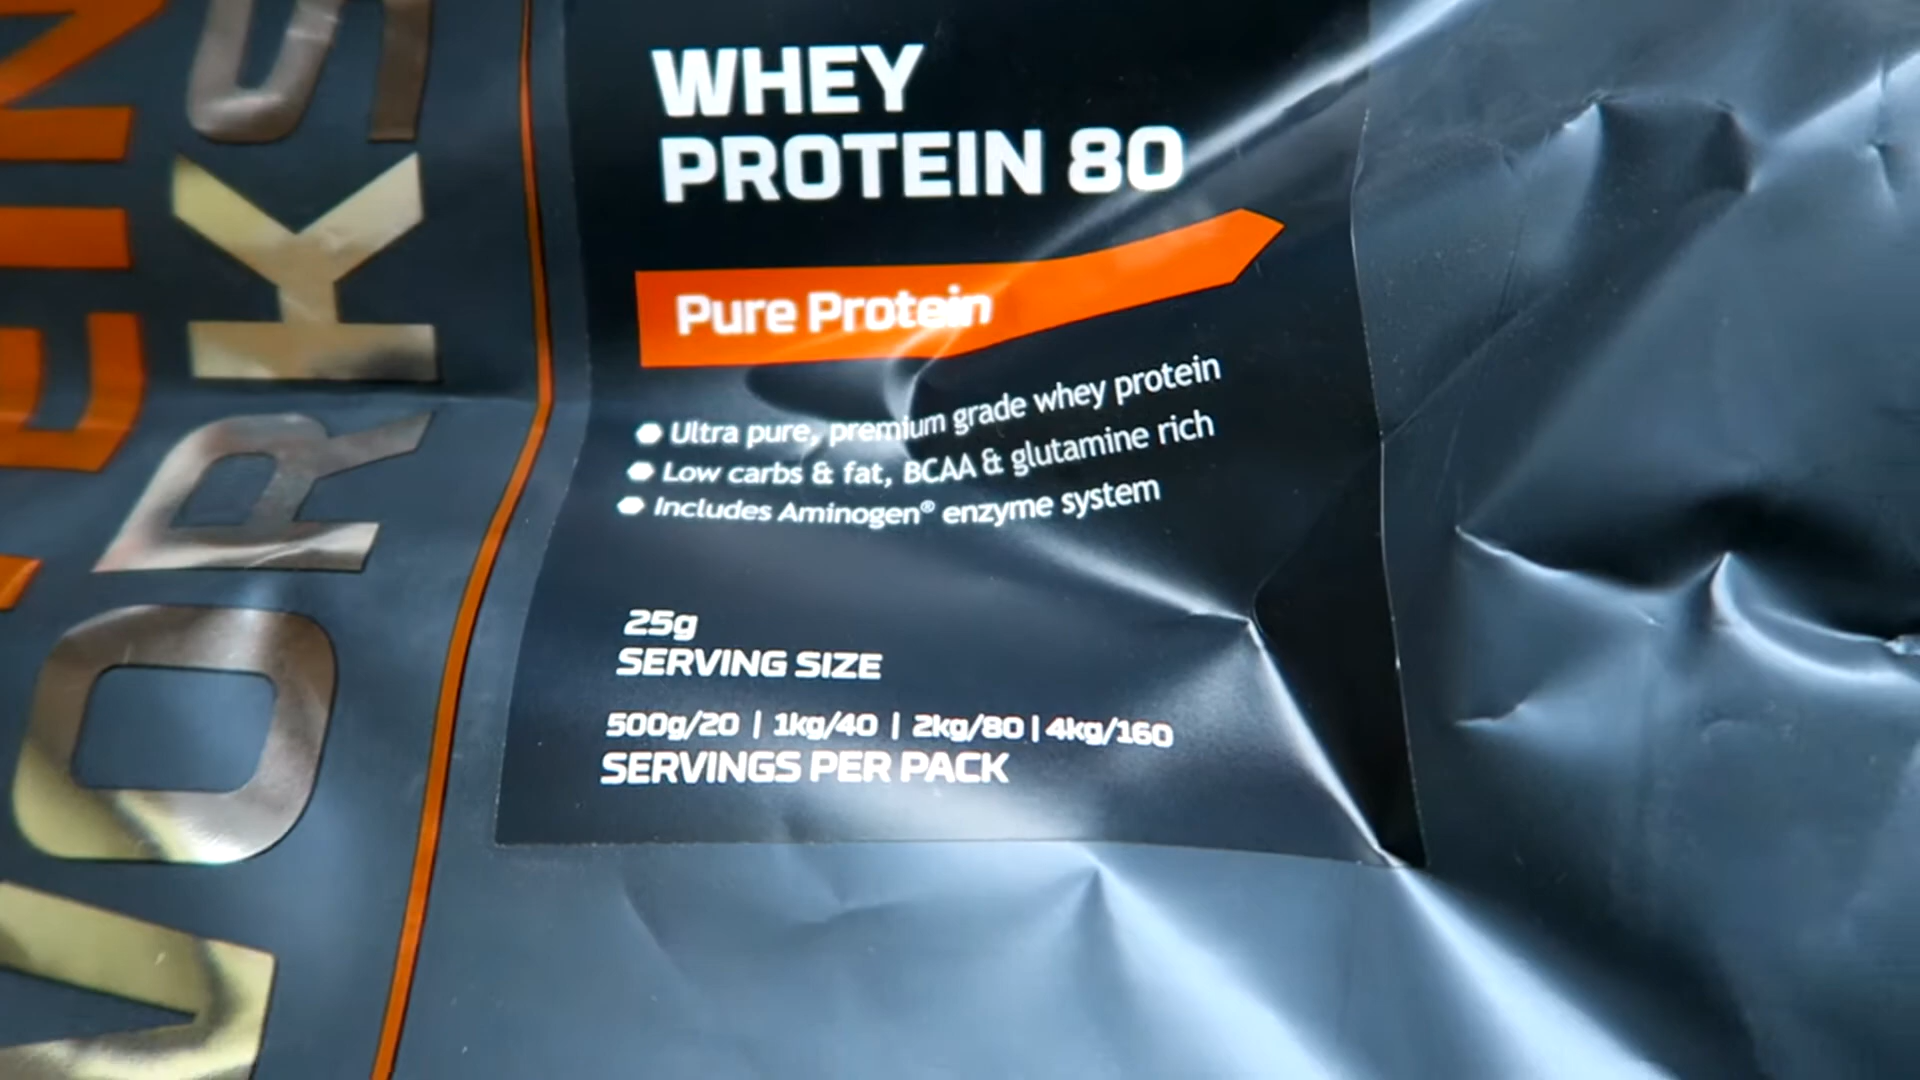 WORKS
WHEY
PROTEIN 80
Pure Protein
Ultra pure, premium grade whey protein
Low carbs & fat, BCAA & glutamine rich
Includes Aminogen® enzyme system
25g
SERVING SIZE
500g/20 | 1kg/40 | 2kg/80 | 4kg/160
SERVINGS PER PACK